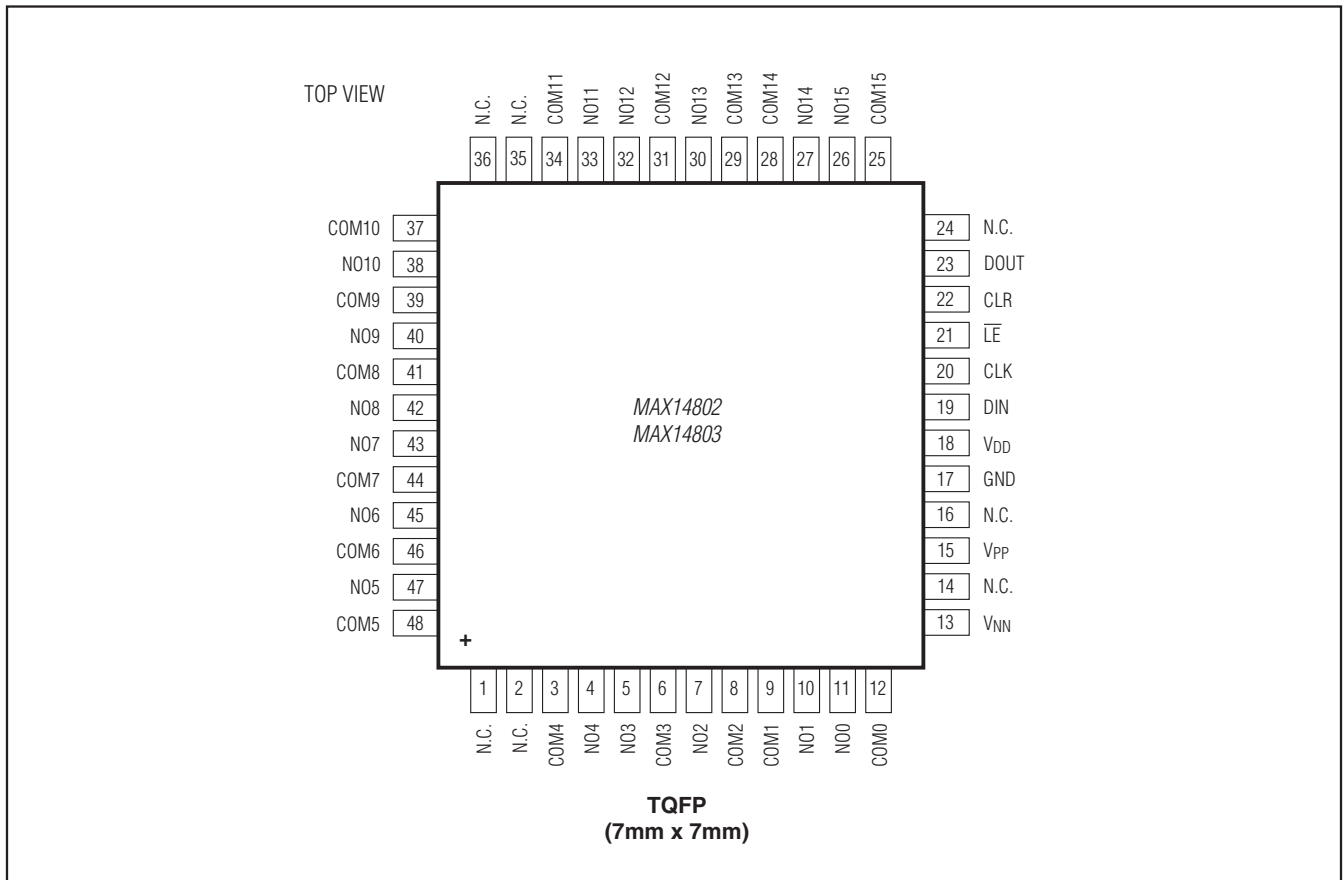 TOP VIEW
N.C. N.C. COM11 NO11 NO12 COM12 NO13 COM13 COM14 NO14 NO15 COM15
36 35 34 33 32 31 30 29 28 27 26 25
COM10 37
NO10 38
COM9 39
NO9 40
COM8 41
NO8 42
NO7 43
COM7 44
NO6 45
COM6 46
NO5 47
COM5 48
MAX14802
MAX14803
24 N.C.
23 DOUT
22 CLR
21 L̅E̅
20 CLK
19 DIN
18 VDD
17 GND
16 N.C.
15 VPP
14 N.C.
13 VNN
+
1 2 3 4 5 6 7 8 9 10 11 12
N.C. N.C. COM4 NO4 NO3 COM3 NO2 COM2 COM1 NO1 NO0 COM0
TQFP
(7mm x 7mm)